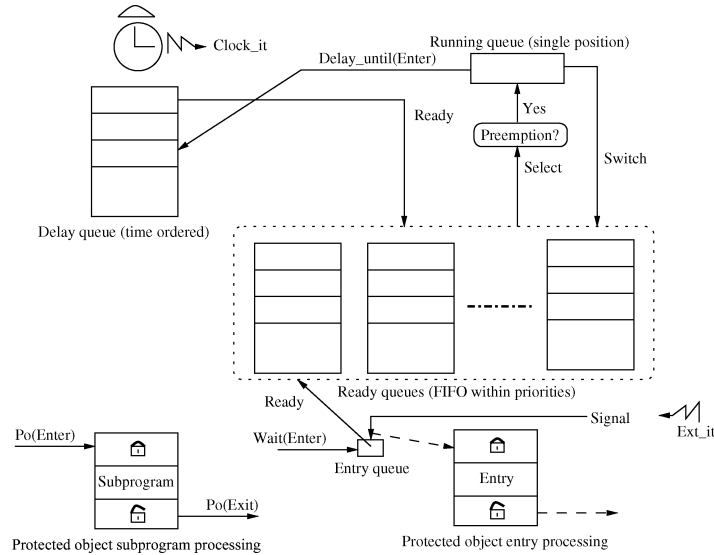 Clock_it
Running queue (single position)
Delay_until(Enter)
Ready
Yes
Preemption?
Select
Switch
Delay queue (time ordered)
Ready queues (FIFO within priorities)
Ready
Signal
Ext_it
Po(Enter)
Wait(Enter)
Entry queue
Subprogram
Entry
Po(Exit)
Protected object subprogram processing
Protected object entry processing